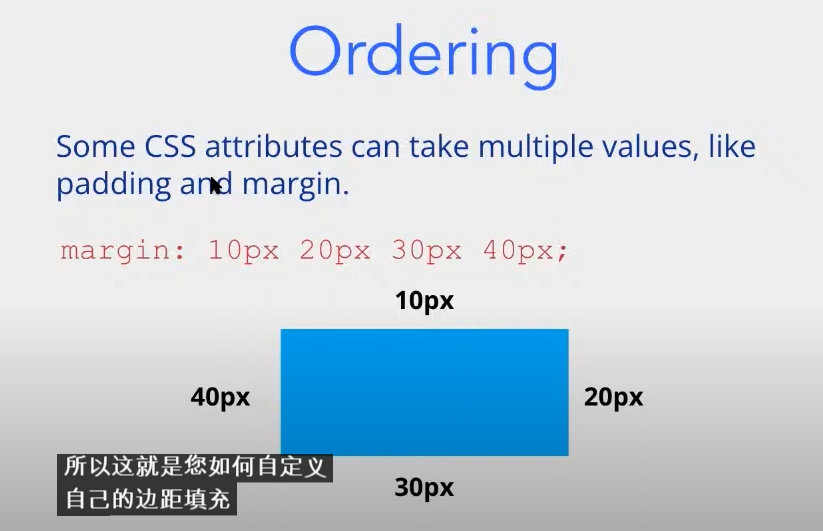 Ordering
Some CSS attributes can take multiple values, like
padding and margin.
margin: 10px 20px 30px 40px;
10px
40px
20px
所以这就是您如何自定义
自己的边距填充
30px